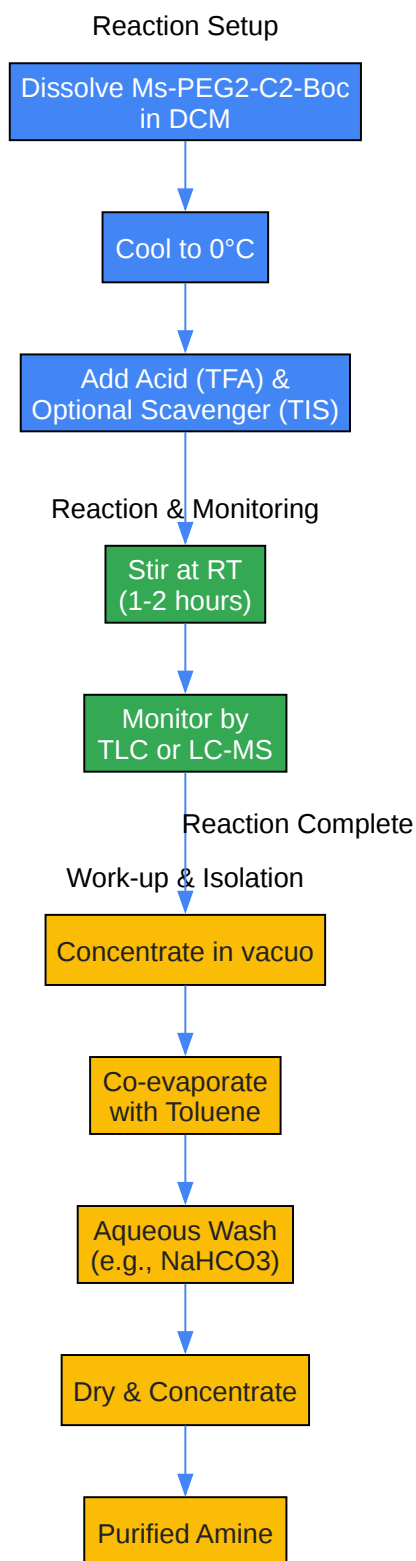 Reaction Setup
Dissolve Ms-PEG2-C2-Boc
in DCM
Cool to 0°C
Add Acid (TFA) &
Optional Scavenger (TIS)
Reaction & Monitoring
Stir at RT
(1-2 hours)
Monitor by
TLC or LC-MS
Reaction Complete
Work-up & Isolation
Concentrate in vacuo
Co-evaporate
with Toluene
Aqueous Wash
(e.g., NaHCO3)
Dry & Concentrate
Purified Amine